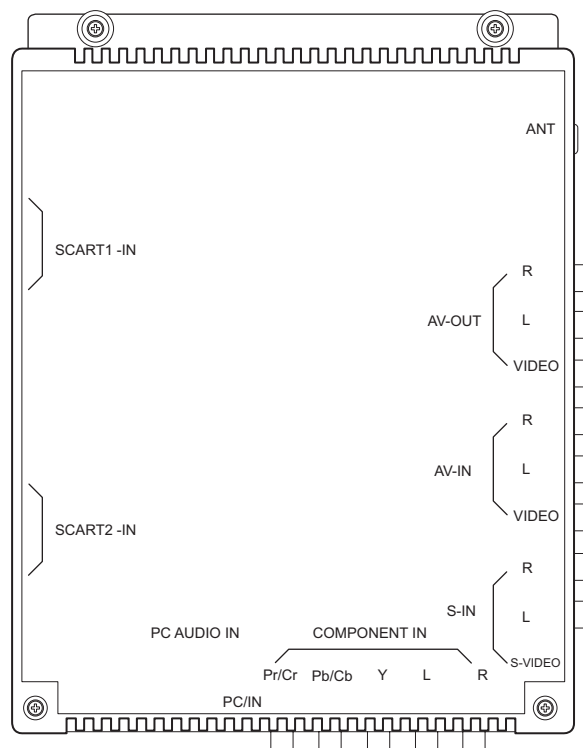 ANT
SCART1 -IN
R
AV-OUT
L
VIDEO
R
AV-IN
L
VIDEO
SCART2 -IN
R
S-IN
L
S-VIDEO
PC AUDIO IN
COMPONENT IN
Pr/Cr Pb/Cb Y L R
PC/IN